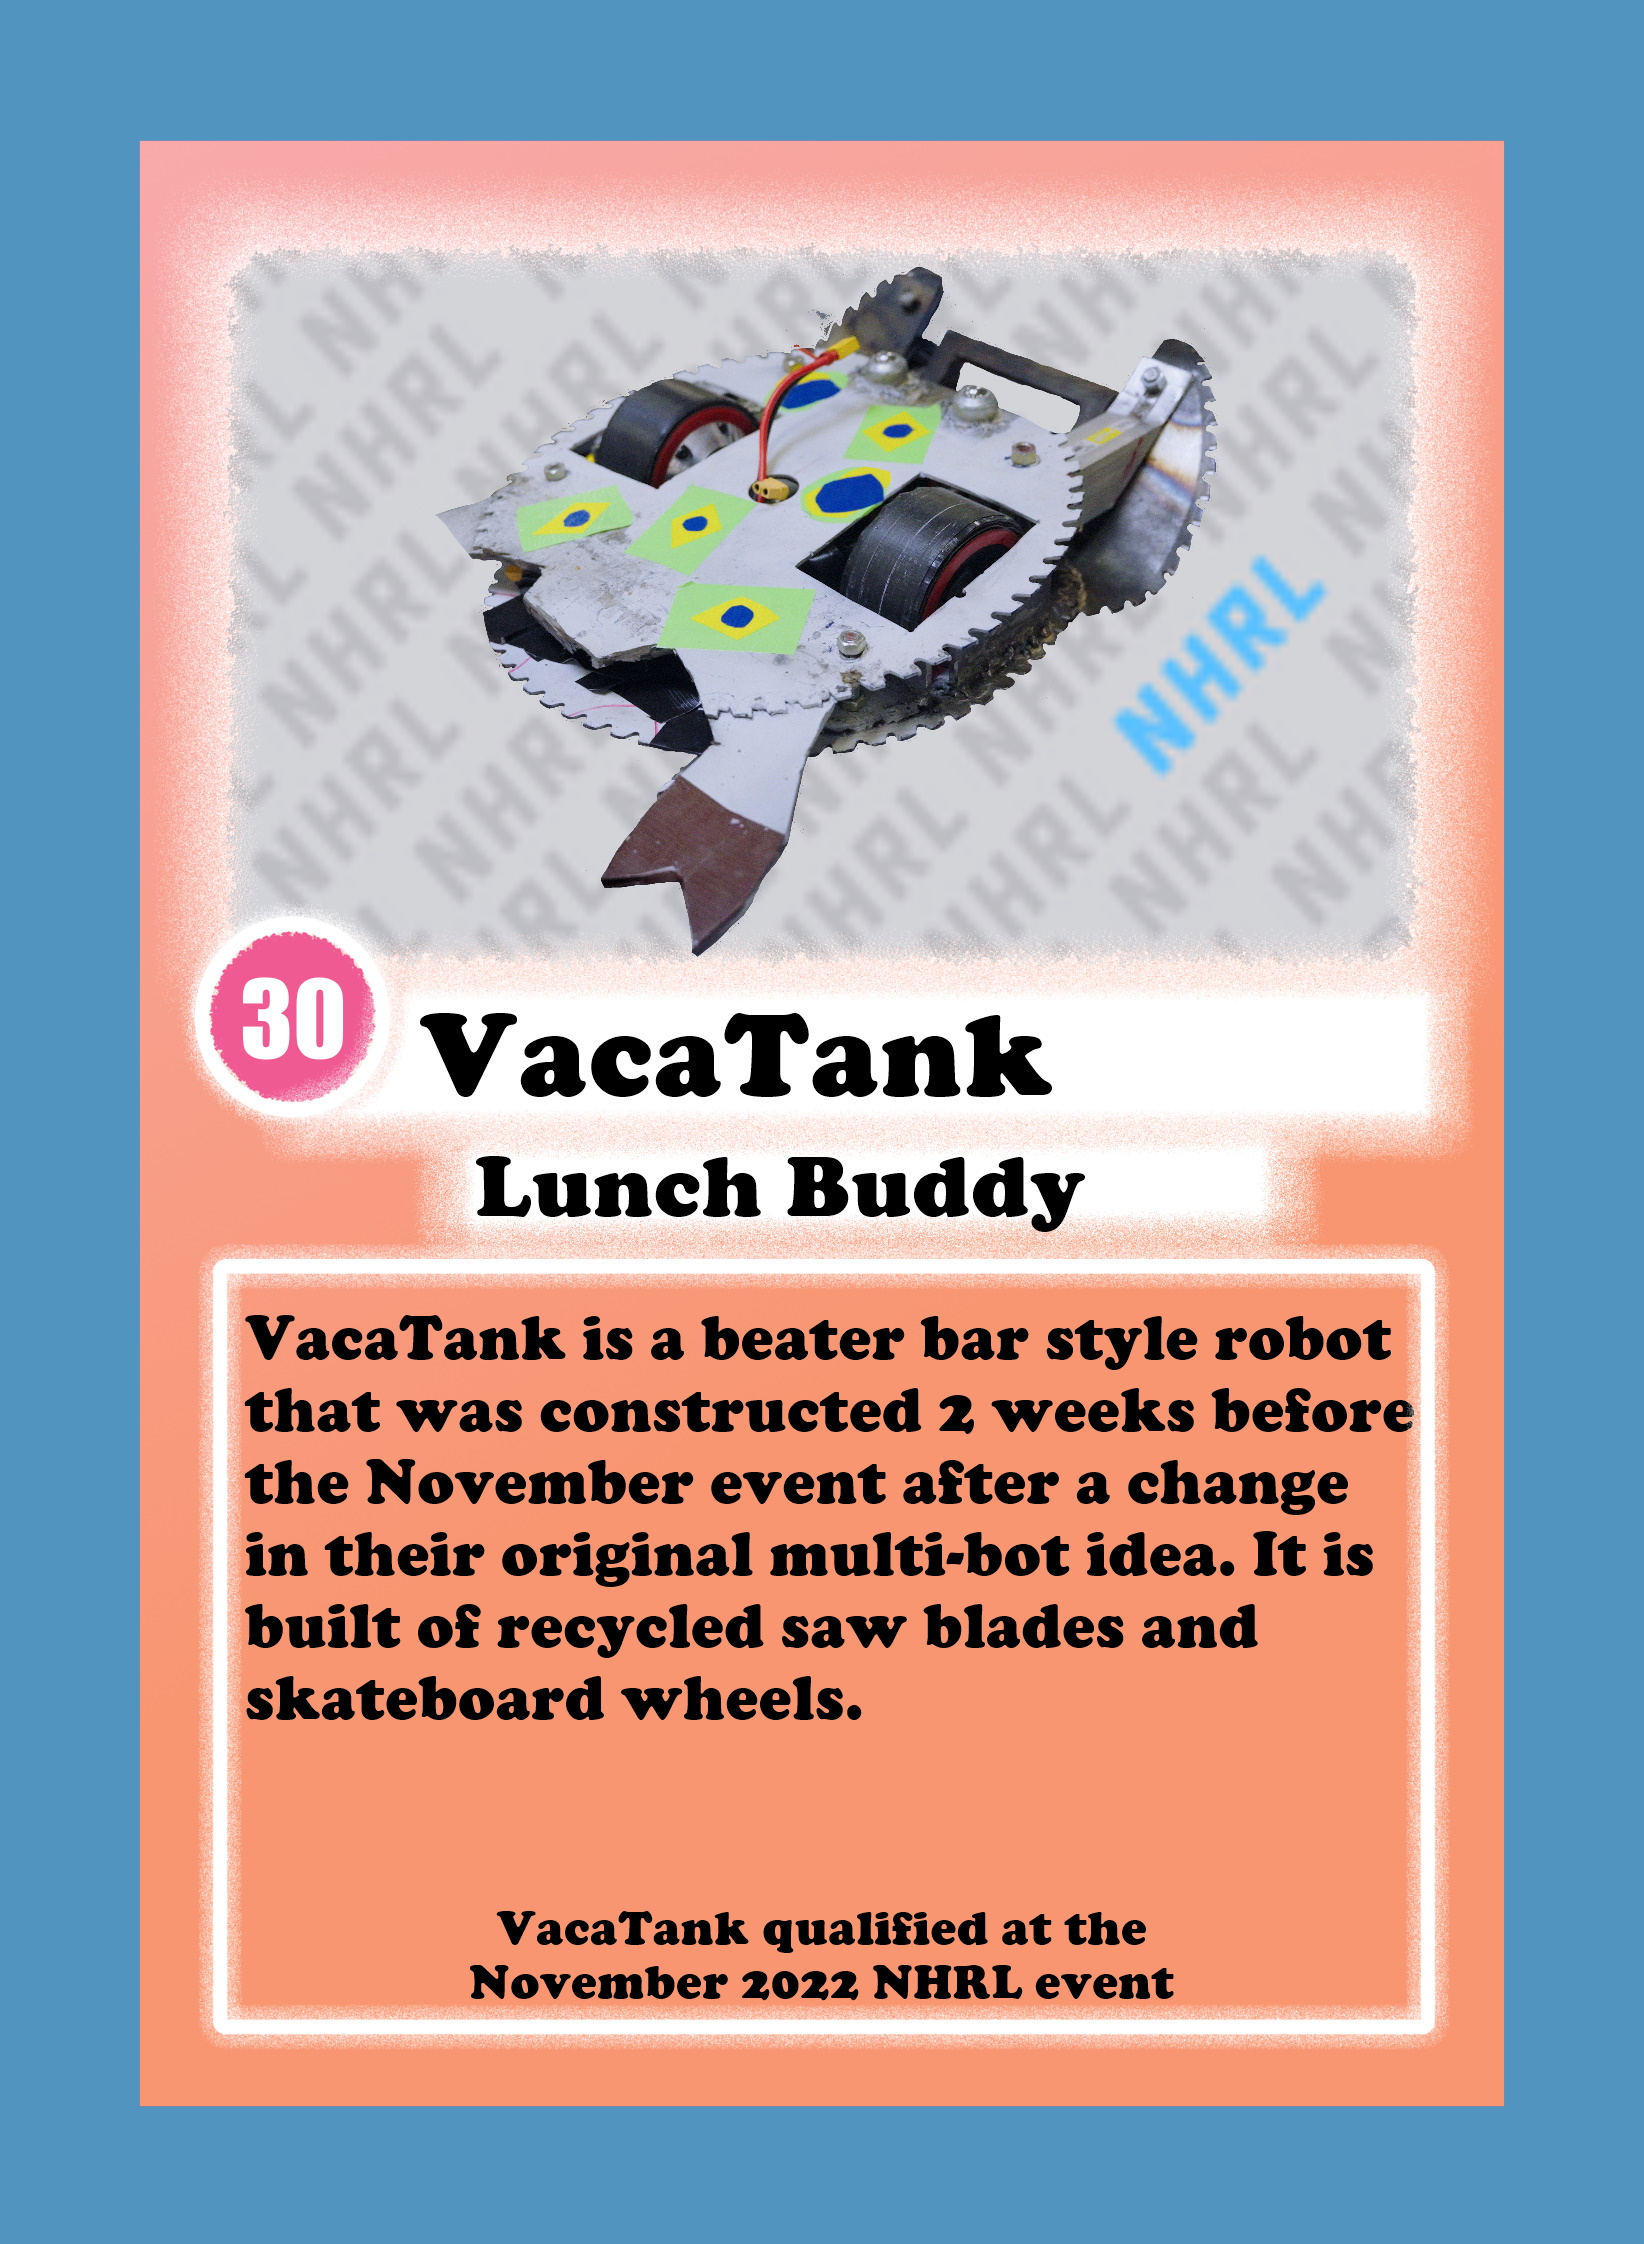 NHRL
30
VacaTank
Lunch Buddy
VacaTank is a beater bar style robot
that was constructed 2 weeks before
the November event after a change
in their original multi-bot idea. It is
built of recycled saw blades and
skateboard wheels.
VacaTank qualified at the
November 2022 NHRL event